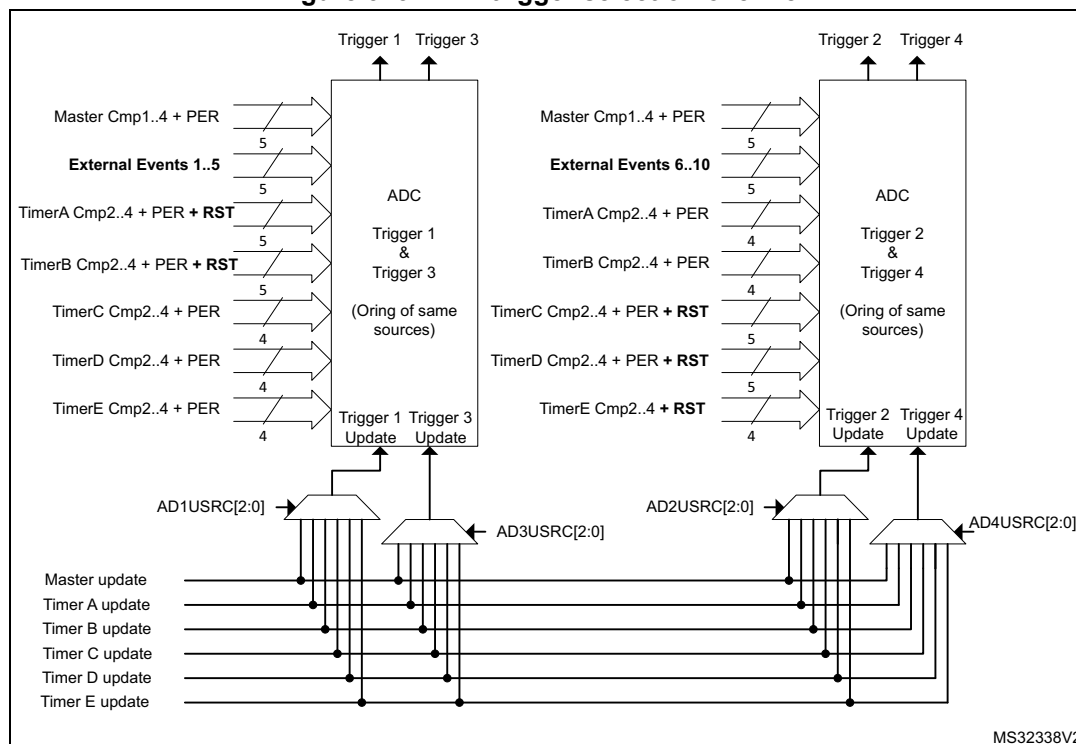 Figure trigger selection overview
Trigger 1 Trigger 3
Master Cmp1..4 + PER
5
External Events 1..5
5
TimerA Cmp2..4 + PER + RST
5
TimerB Cmp2..4 + PER + RST
5
TimerC Cmp2..4 + PER
4
TimerD Cmp2..4 + PER
4
TimerE Cmp2..4 + PER
4
ADC
Trigger 1
&
Trigger 3
(Oring of same
sources)
Trigger 1 Trigger 3
Update Update
Trigger 2 Trigger 4
Master Cmp1..4 + PER
5
External Events 6..10
5
TimerA Cmp2..4 + PER
4
TimerB Cmp2..4 + PER
4
TimerC Cmp2..4 + PER + RST
5
TimerD Cmp2..4 + PER + RST
5
TimerE Cmp2..4 + RST
4
ADC
Trigger 2
&
Trigger 4
(Oring of same
sources)
Trigger 2 Trigger 4
Update Update
AD1USRC[2:0]
AD3USRC[2:0]
AD2USRC[2:0]
AD4USRC[2:0]
Master update
Timer A update
Timer B update
Timer C update
Timer D update
Timer E update
MS32338V2